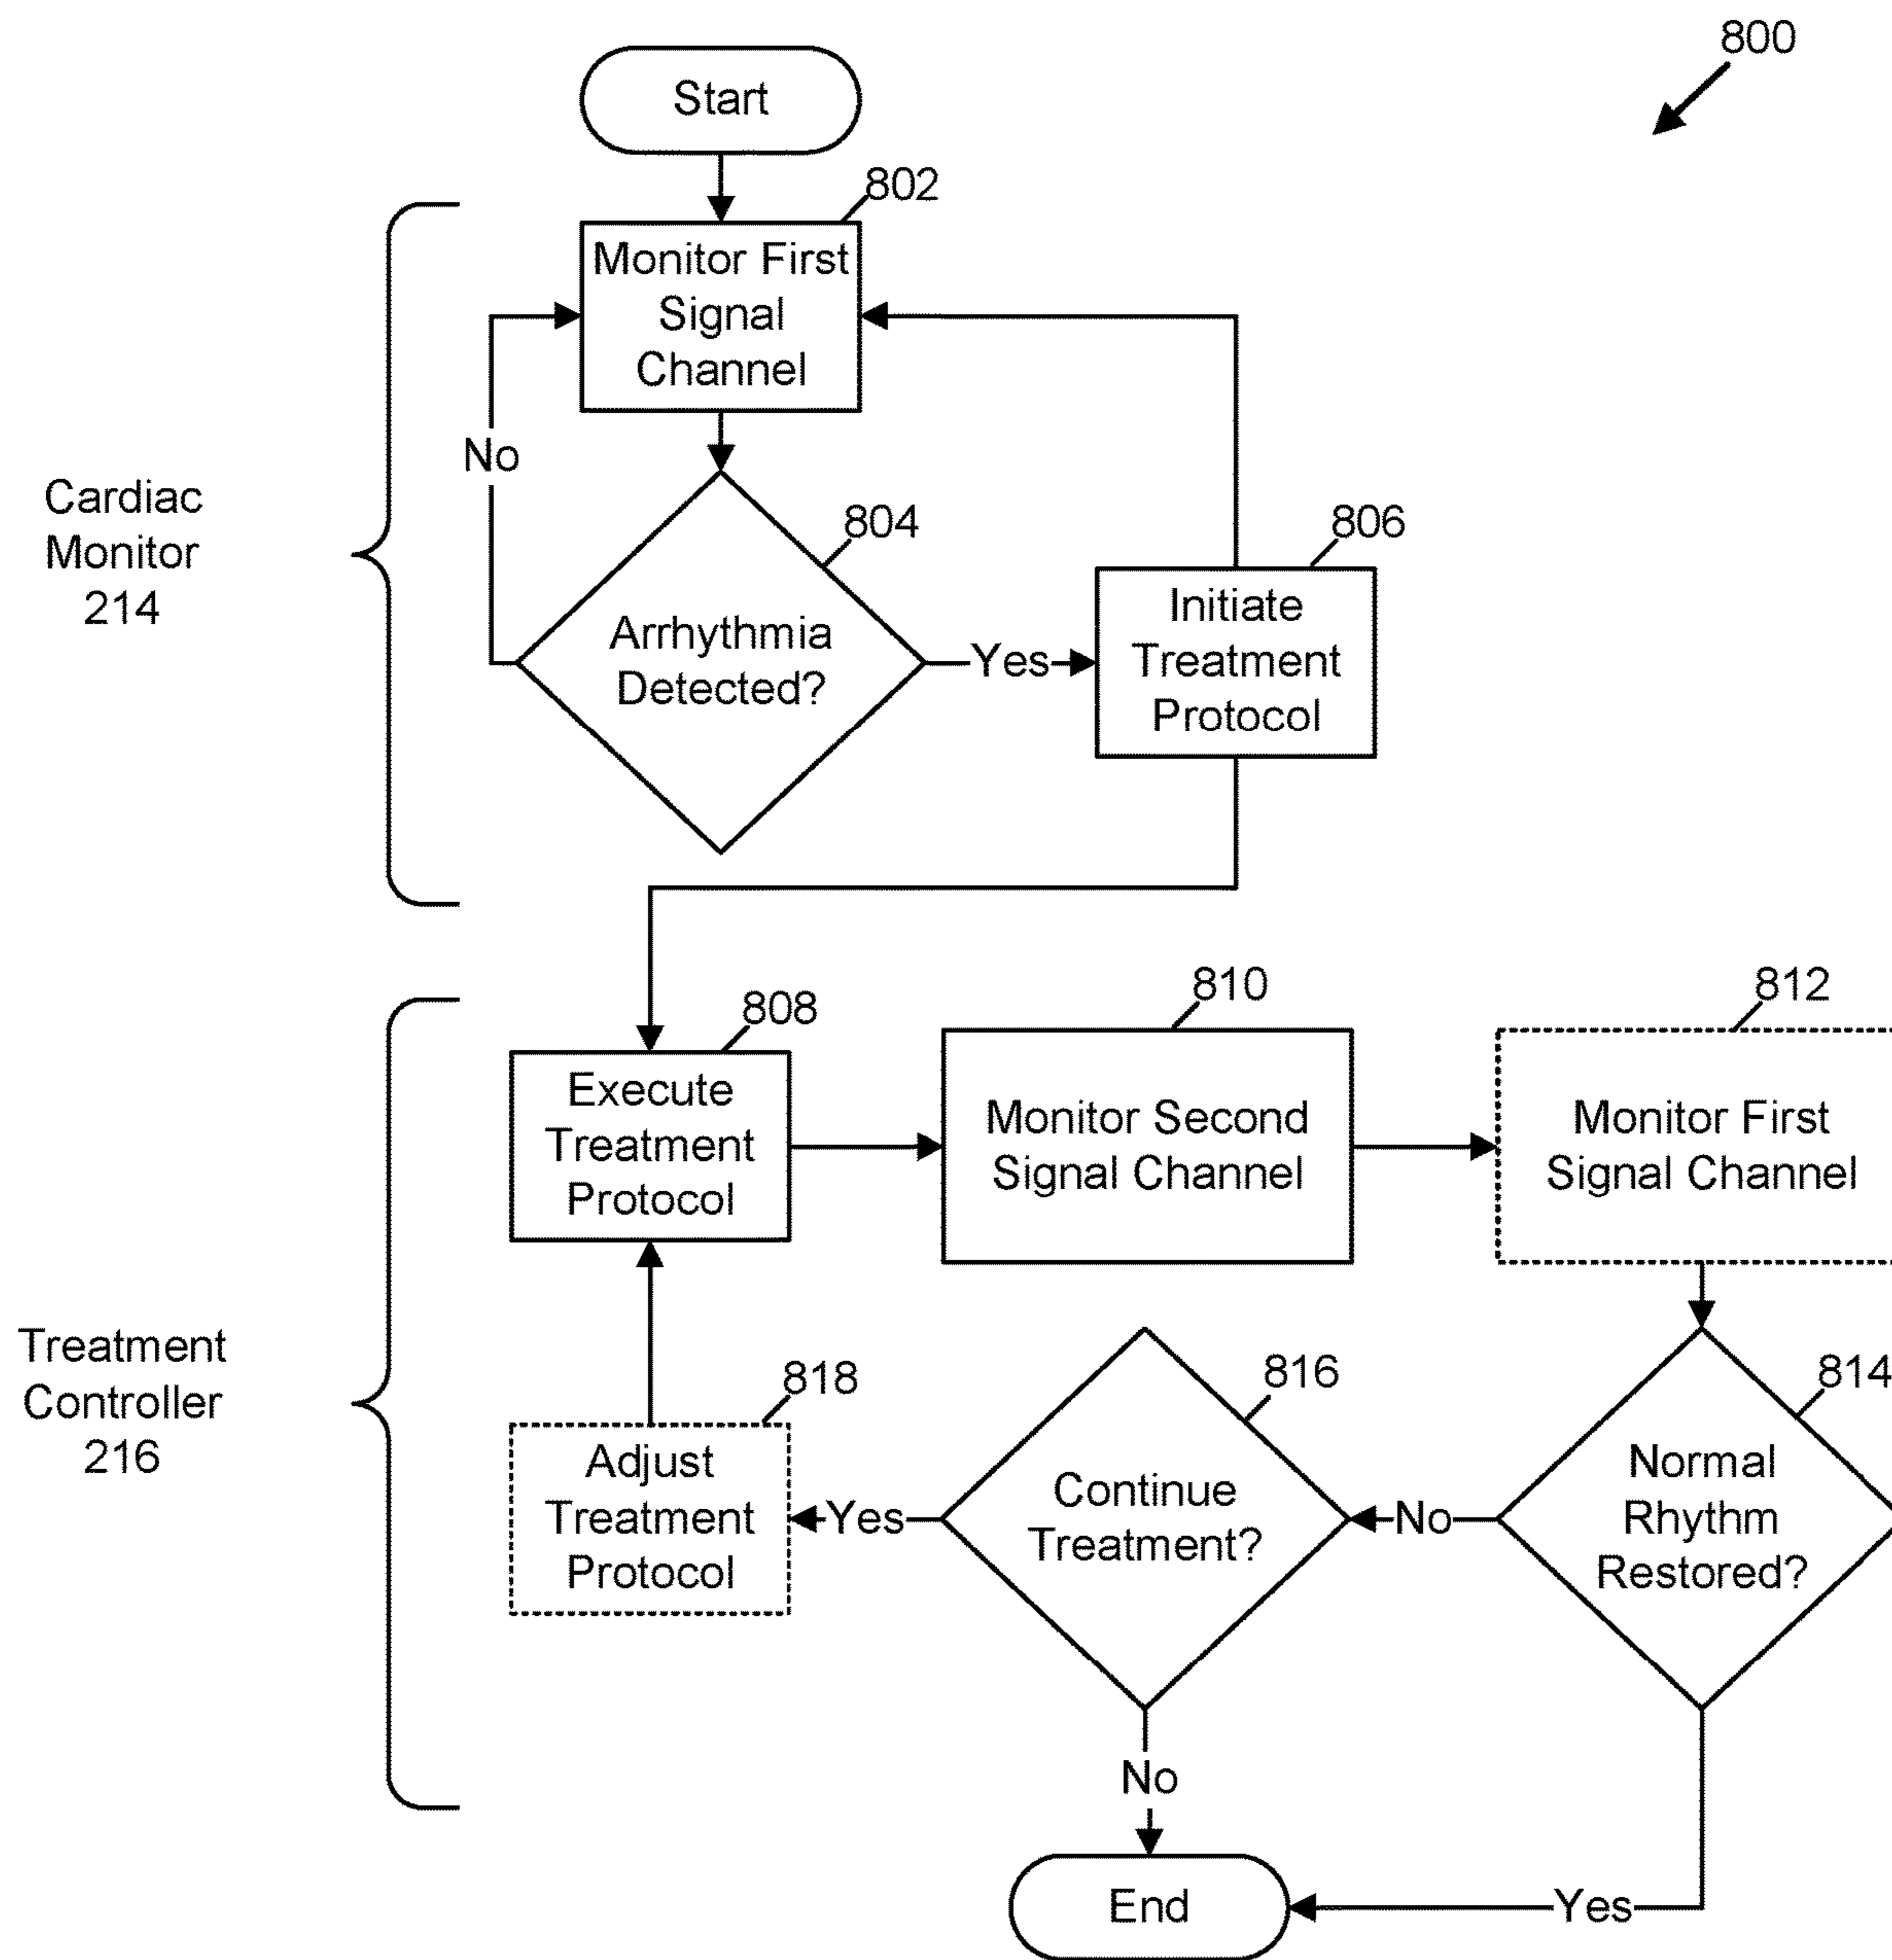 800
Start
802
Monitor First
Signal
Channel
No
Cardiac
Monitor
214
804
Arrhythmia
Detected?
Yes
806
Initiate
Treatment
Protocol
808
Execute
Treatment
Protocol
810
Monitor Second
Signal Channel
812
Monitor First
Signal Channel
Treatment
Controller
216
818
Adjust
Treatment
Protocol
Yes
816
Continue
Treatment?
No
814
Normal
Rhythm
Restored?
No
End
Yes